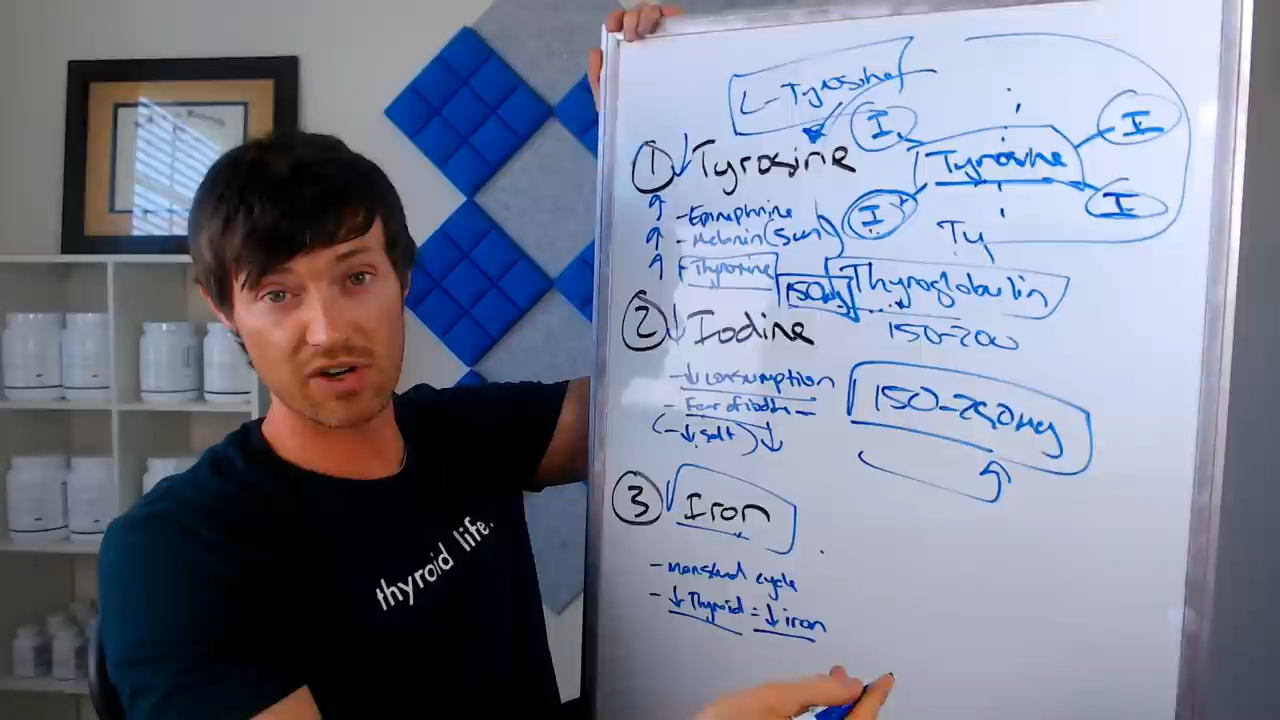 L-Tyrosine
① ↓ Tyrosine
↑ - Epinephrine
↑ - Melanin (sun)
↑ - Thyroxine
I
I
Tyrosine
I
I
Ty
150mcg
Thyroglobulin
150-200
② ↓ Iodine
- ↓ consumption
- Fear of iodine -
(- ↓ salt) ↓
150-250mcg
③ Iron
- menstrual cycle
- ↓ Thyroid = ↓ iron
thyroid life.